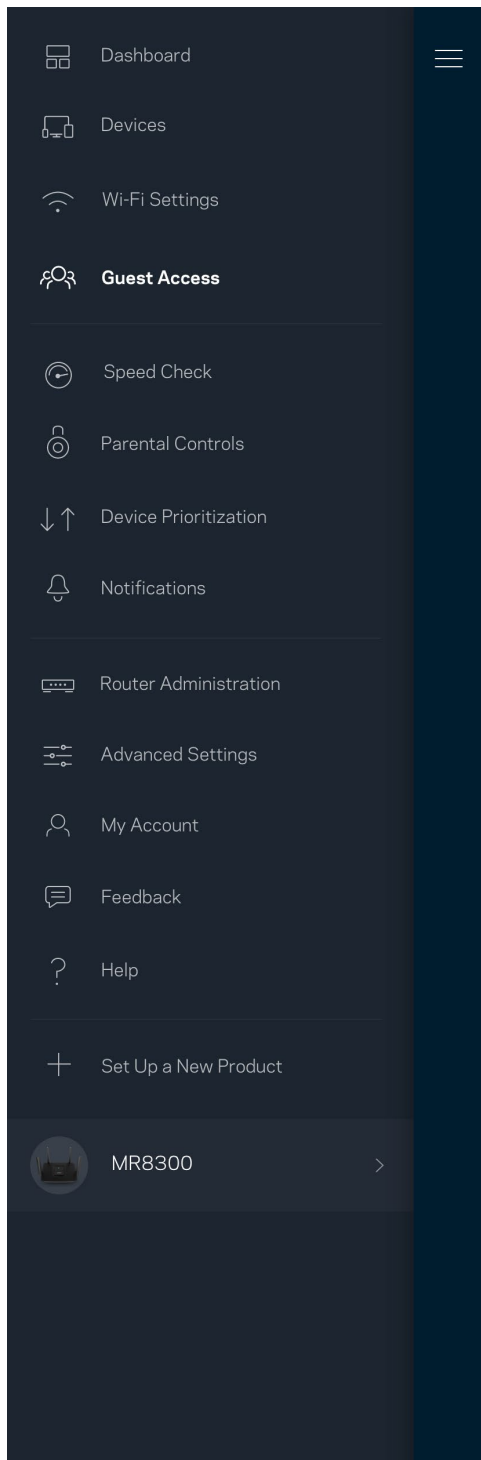 Dashboard
Devices
Wi-Fi Settings
Guest Access
Speed Check
Parental Controls
Device Prioritization
Notifications
Router Administration
Advanced Settings
My Account
Feedback
Help
Set Up a New Product
MR8300